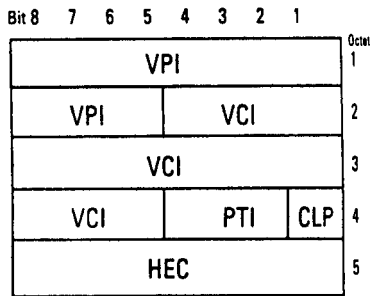 Bit 8 7 6 5 4 3 2 1
Octet
VPI 1
VPI VCI 2
VCI 3
VCI PTI CLP 4
HEC 5